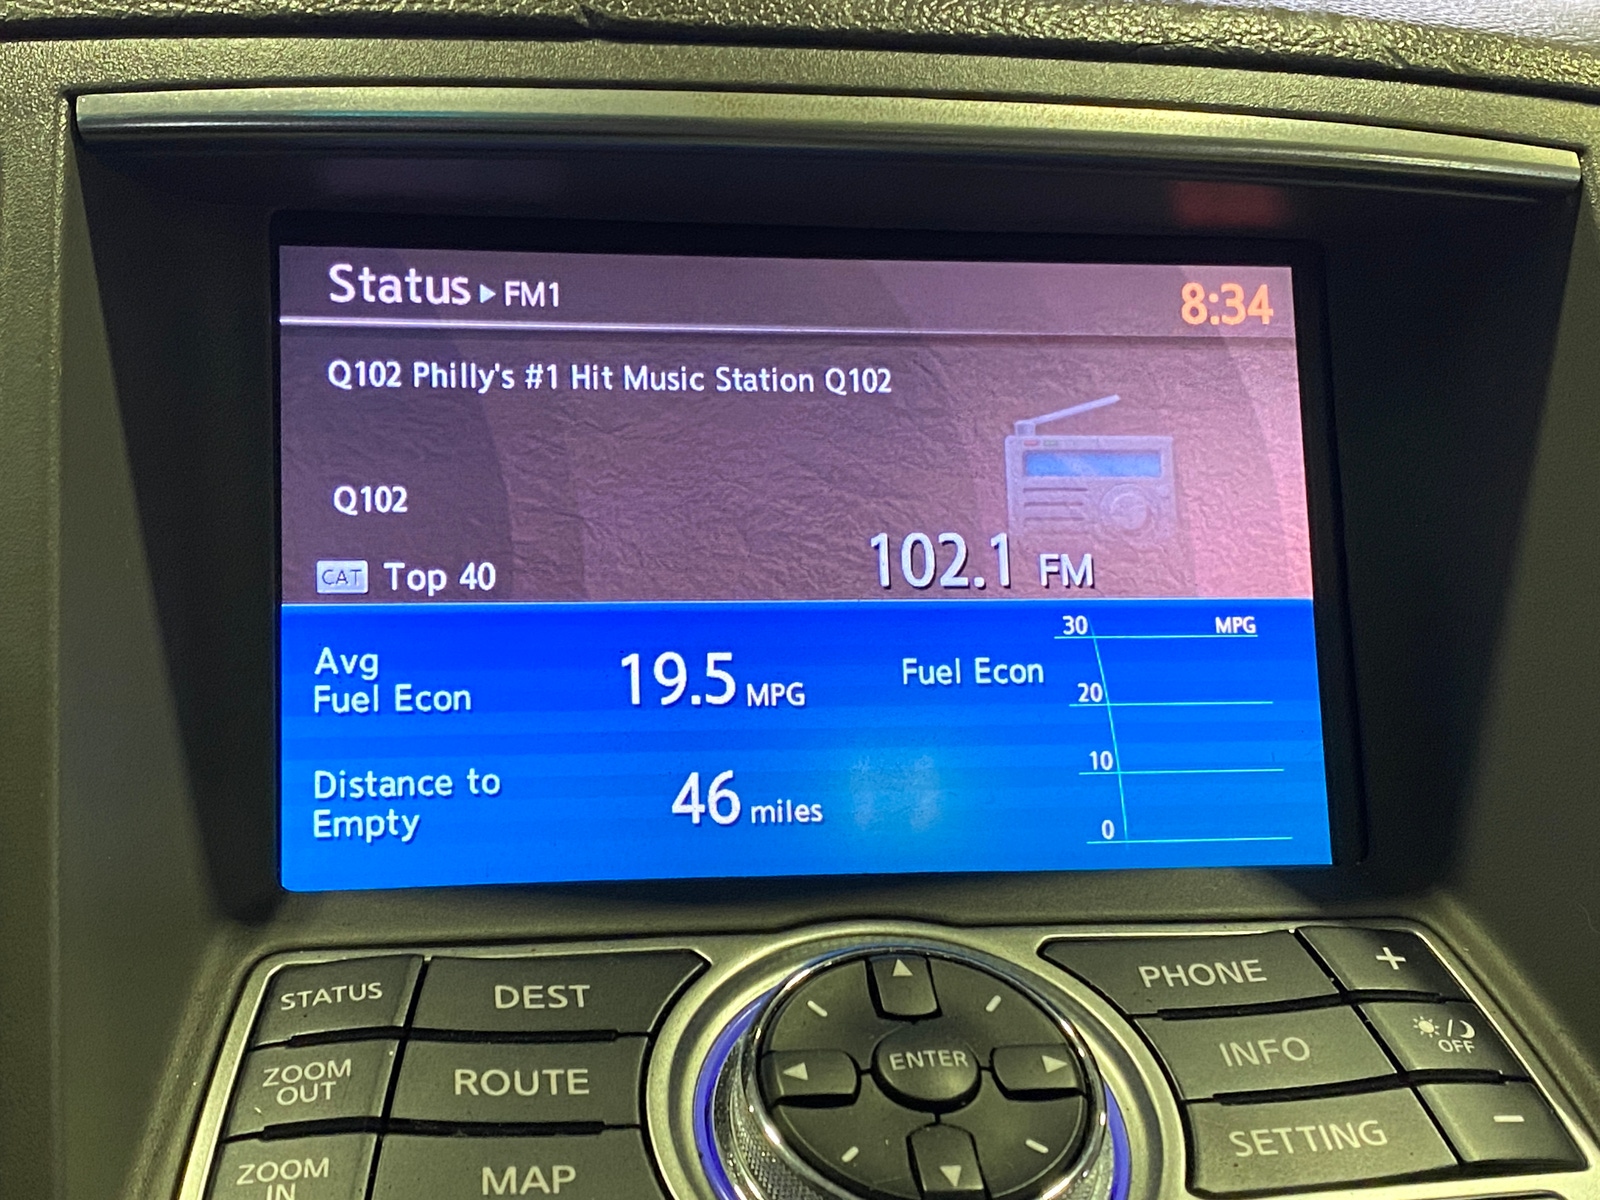 Status ▶ FM1
8:34
Q102 Philly's #1 Hit Music Station Q102
Q102
CAT Top 40
102.1 FM
Avg
Fuel Econ
19.5 MPG
Distance to
Empty
46 miles
Fuel Econ
30 MPG
20
10
0
STATUS
DEST
ZOOM
OUT
ROUTE
ZOOM
IN
MAP
ENTER
PHONE
+
INFO
OFF
SETTING
−